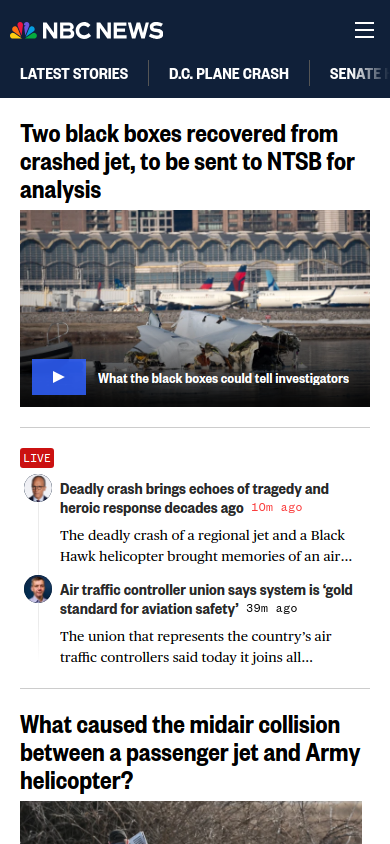 NBC NEWS
LATEST STORIES
D.C. PLANE CRASH
SENATE
Two black boxes recovered from
crashed jet, to be sent to NTSB for
analysis
What the black boxes could tell investigators
LIVE
Deadly crash brings echoes of tragedy and
heroic response decades ago 10m ago
The deadly crash of a regional jet and a Black
Hawk helicopter brought memories of an air...
Air traffic controller union says system is ‘gold
standard for aviation safety’ 39m ago
The union that represents the country’s air
traffic controllers said today it joins all...
What caused the midair collision
between a passenger jet and Army
helicopter?